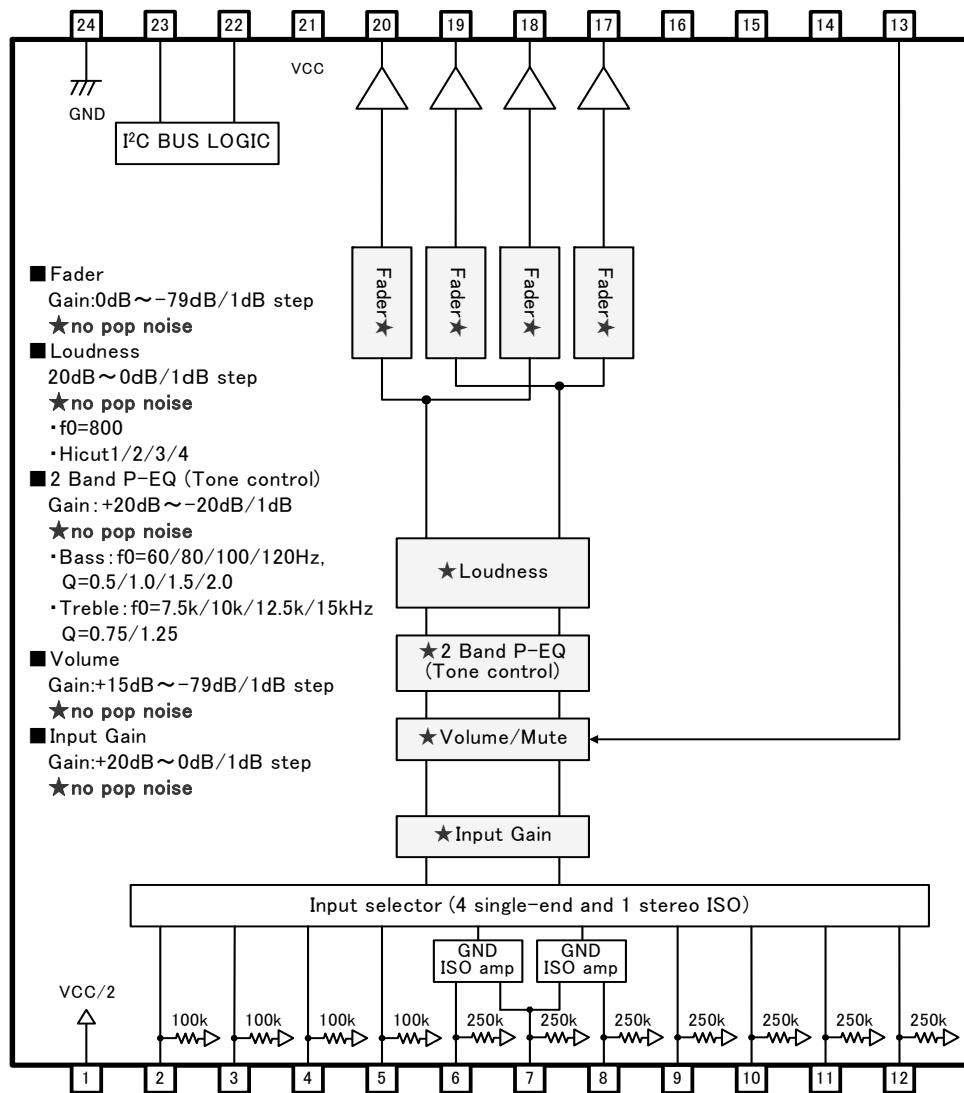 24 23 22 21 20 19 18 17 16 15 14 13
VCC
GND
I²C BUS LOGIC
Fader★ Fader★ Fader★ Fader★
■Fader
Gain:0dB～-79dB/1dB step
★no pop noise
■Loudness
20dB～0dB/1dB step
★no pop noise
・f0=800
・Hicut1/2/3/4
■2 Band P-EQ (Tone control)
Gain:+20dB～-20dB/1dB
★no pop noise
・Bass:f0=60/80/100/120Hz,
Q=0.5/1.0/1.5/2.0
・Treble:f0=7.5k/10k/12.5k/15kHz
Q=0.75/1.25
■Volume
Gain:+15dB～-79dB/1dB step
★no pop noise
■Input Gain
Gain:+20dB～0dB/1dB step
★no pop noise
★Loudness
★2 Band P-EQ
(Tone control)
★Volume/Mute
★Input Gain
Input selector (4 single-end and 1 stereo ISO)
GND
ISO amp
GND
ISO amp
VCC/2
100k 100k 100k 100k 250k 250k 250k 250k 250k 250k 250k
1 2 3 4 5 6 7 8 9 10 11 12